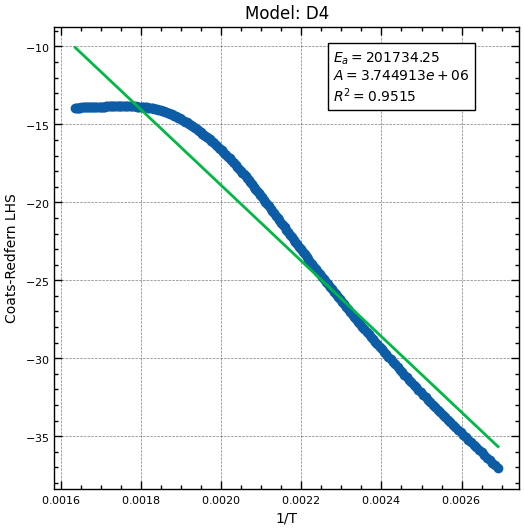 Model: D4
−10
−15
−20
−25
−30
−35
Coats-Redfern LHS
E_a = 201734.25
A = 3.744913e + 06
R² = 0.9515
0.0016 0.0018 0.0020 0.0022 0.0024 0.0026
1/T